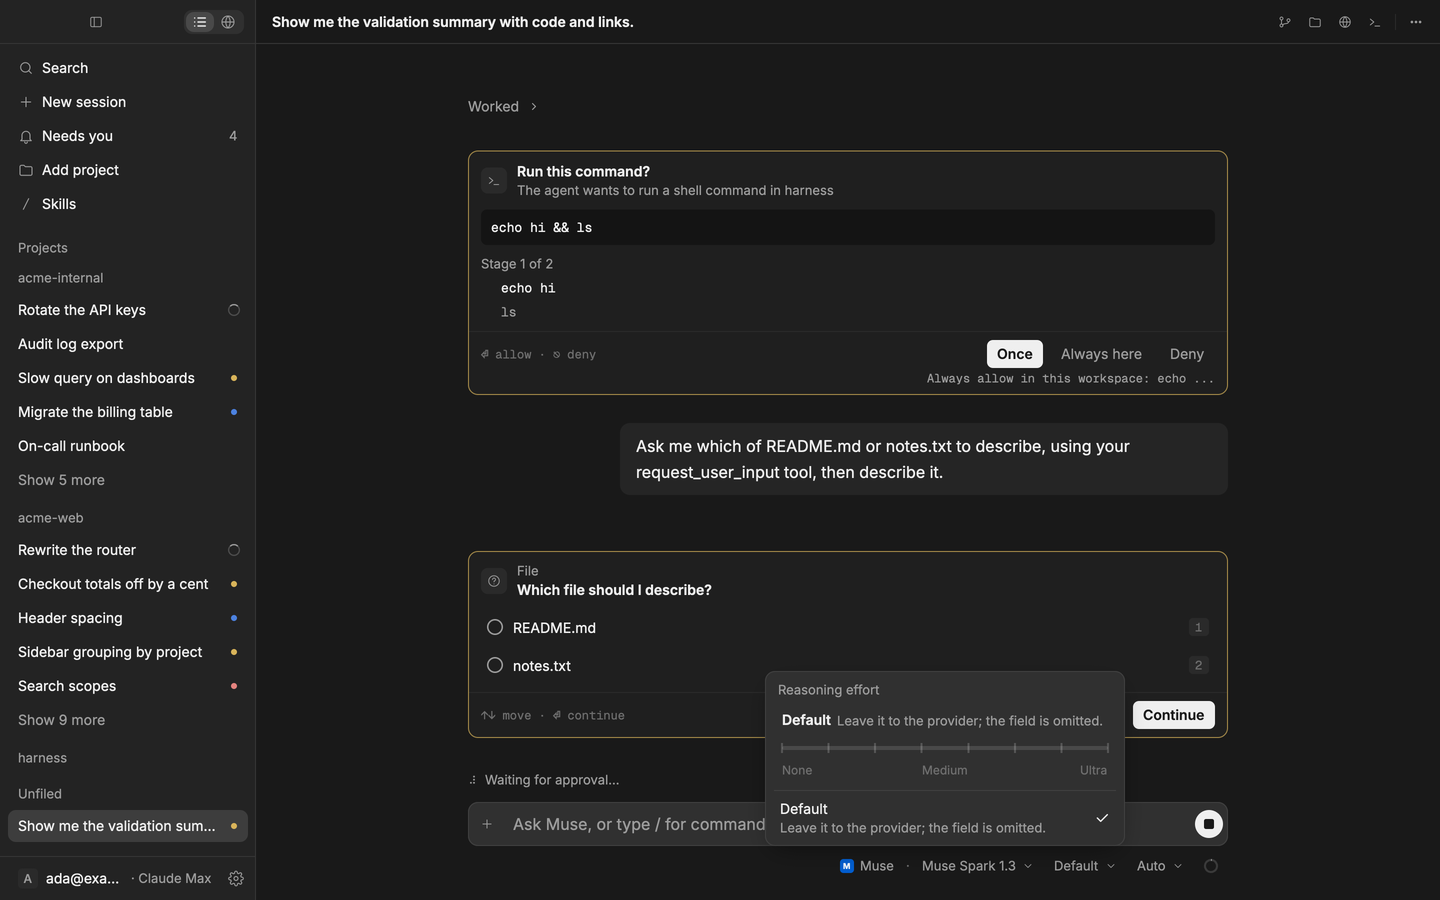 Show me the validation summary with code and links.
Search
New session
Needs you 4
Add project
Skills
Projects
acme-internal
Rotate the API keys
Audit log export
Slow query on dashboards
Migrate the billing table
On-call runbook
Show 5 more
acme-web
Rewrite the router
Checkout totals off by a cent
Header spacing
Sidebar grouping by project
Search scopes
Show 9 more
harness
Unfiled
Show me the validation sum...
A ada@exa... · Claude Max
Worked
Run this command?
The agent wants to run a shell command in harness
echo hi && ls
Stage 1 of 2
echo hi
ls
allow · deny
Once Always here Deny
Always allow in this workspace: echo ...
Ask me which of README.md or notes.txt to describe, using your
request_user_input tool, then describe it.
File
Which file should I describe?
README.md 1
notes.txt 2
move · continue
Continue
Reasoning effort
Default Leave it to the provider; the field is omitted.
None Medium Ultra
Default
Leave it to the provider; the field is omitted.
Waiting for approval...
Ask Muse, or type / for command
M Muse · Muse Spark 1.3 Default Auto